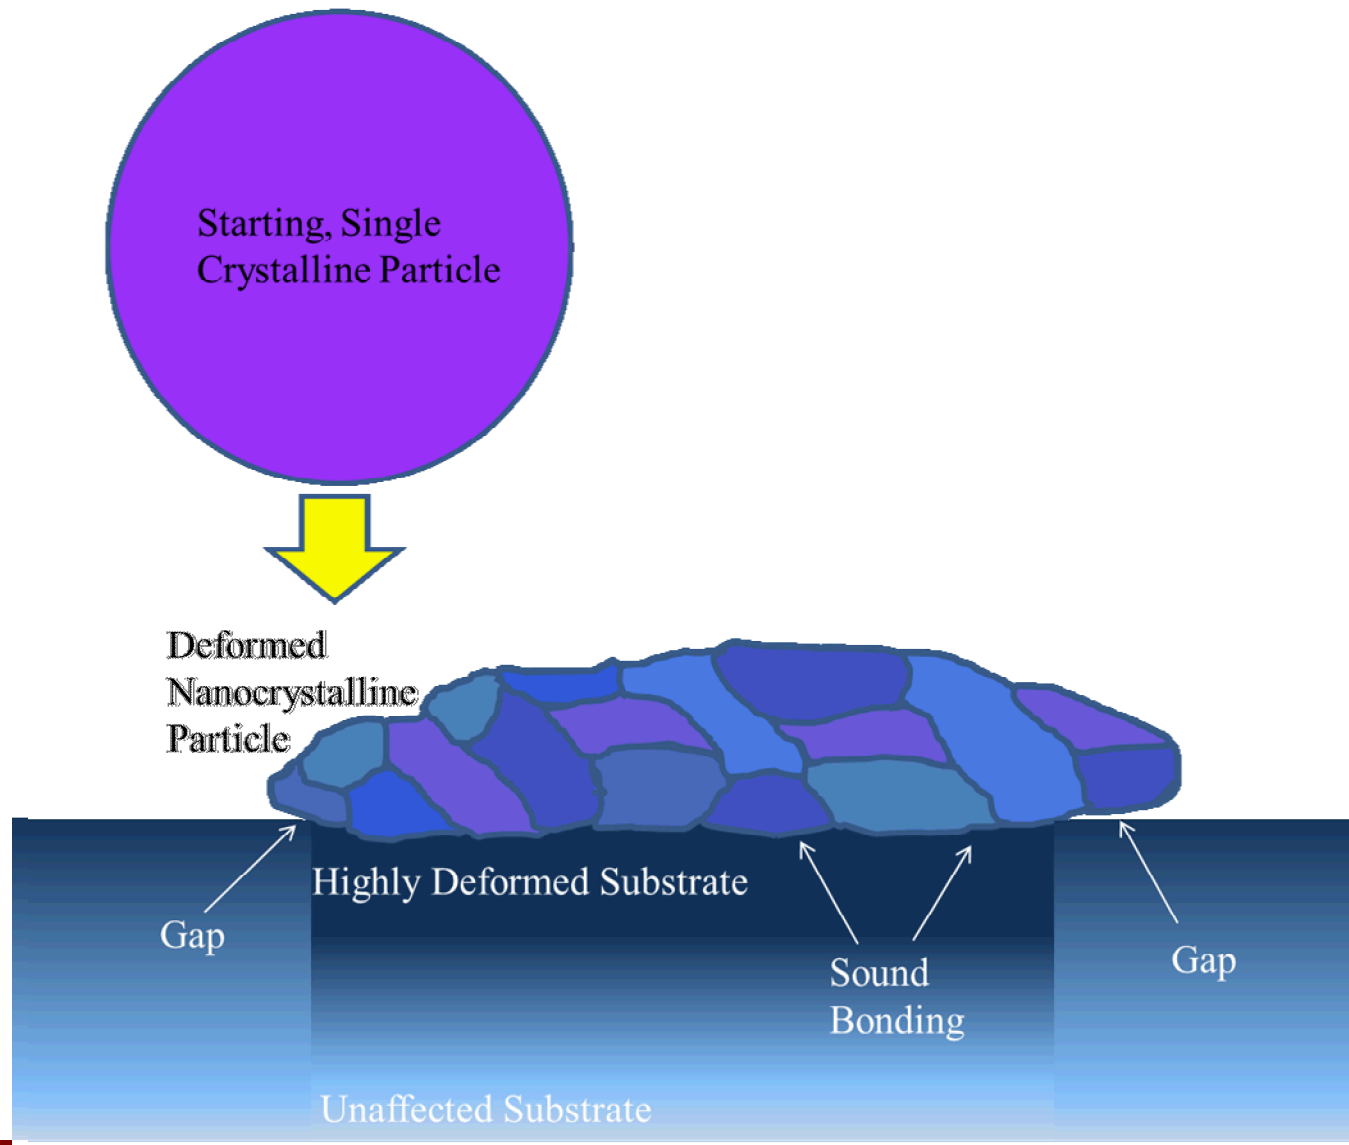 Starting, Single
Crystalline Particle
Deformed
Nanocrystalline
Particle
Highly Deformed Substrate
Gap
Sound
Bonding
Gap
Unaffected Substrate